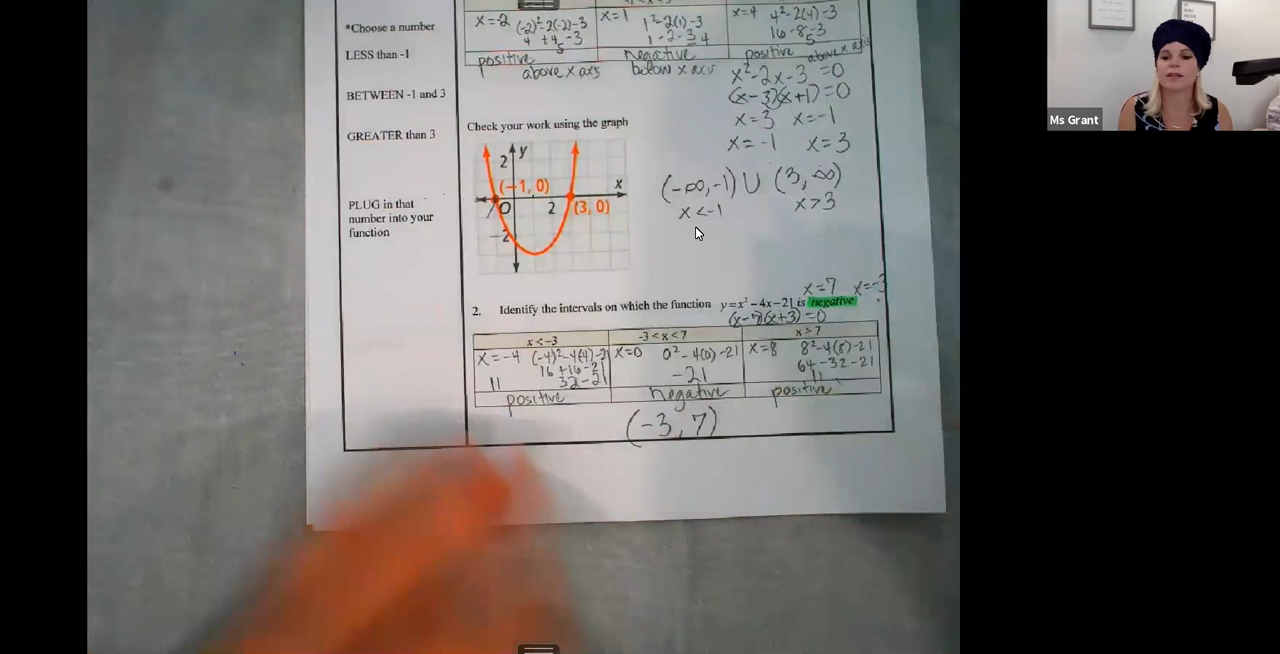 *Choose a number
LESS than -1
BETWEEN -1 and 3
GREATER than 3
PLUG in that
number into your
function
x=-2 (-2)²-2(-2)-3
4 +4 -3
5
positive
above x axis
x=1 1²-2(1)-3
1-2-3
-4
negative
below x axis
x=4 4²-2(4)-3
16-8-3
5
positive above x axis
x²-2x-3=0
(x-3)(x+1)=0
x=3 x=-1
x=-1 x=3
(-∞,-1) ∪ (3,∞)
x<-1 x>3
Check your work using the graph
2 y
(-1, 0) x
O 2 (3, 0)
-2
x=7 x=-3
2. Identify the intervals on which the function y=x²-4x-21 is negative
(x-7)(x+3)=0
x<-3 -3<x<7 x>7
x=-4 (-4)²-4(-4)-21
16+16-21
11 32-21
positive
x=0 0²-4(0)-21
-21
negative
x=8 8²-4(8)-21
64-32-21
11
positive
(-3, 7)
Ms Grant